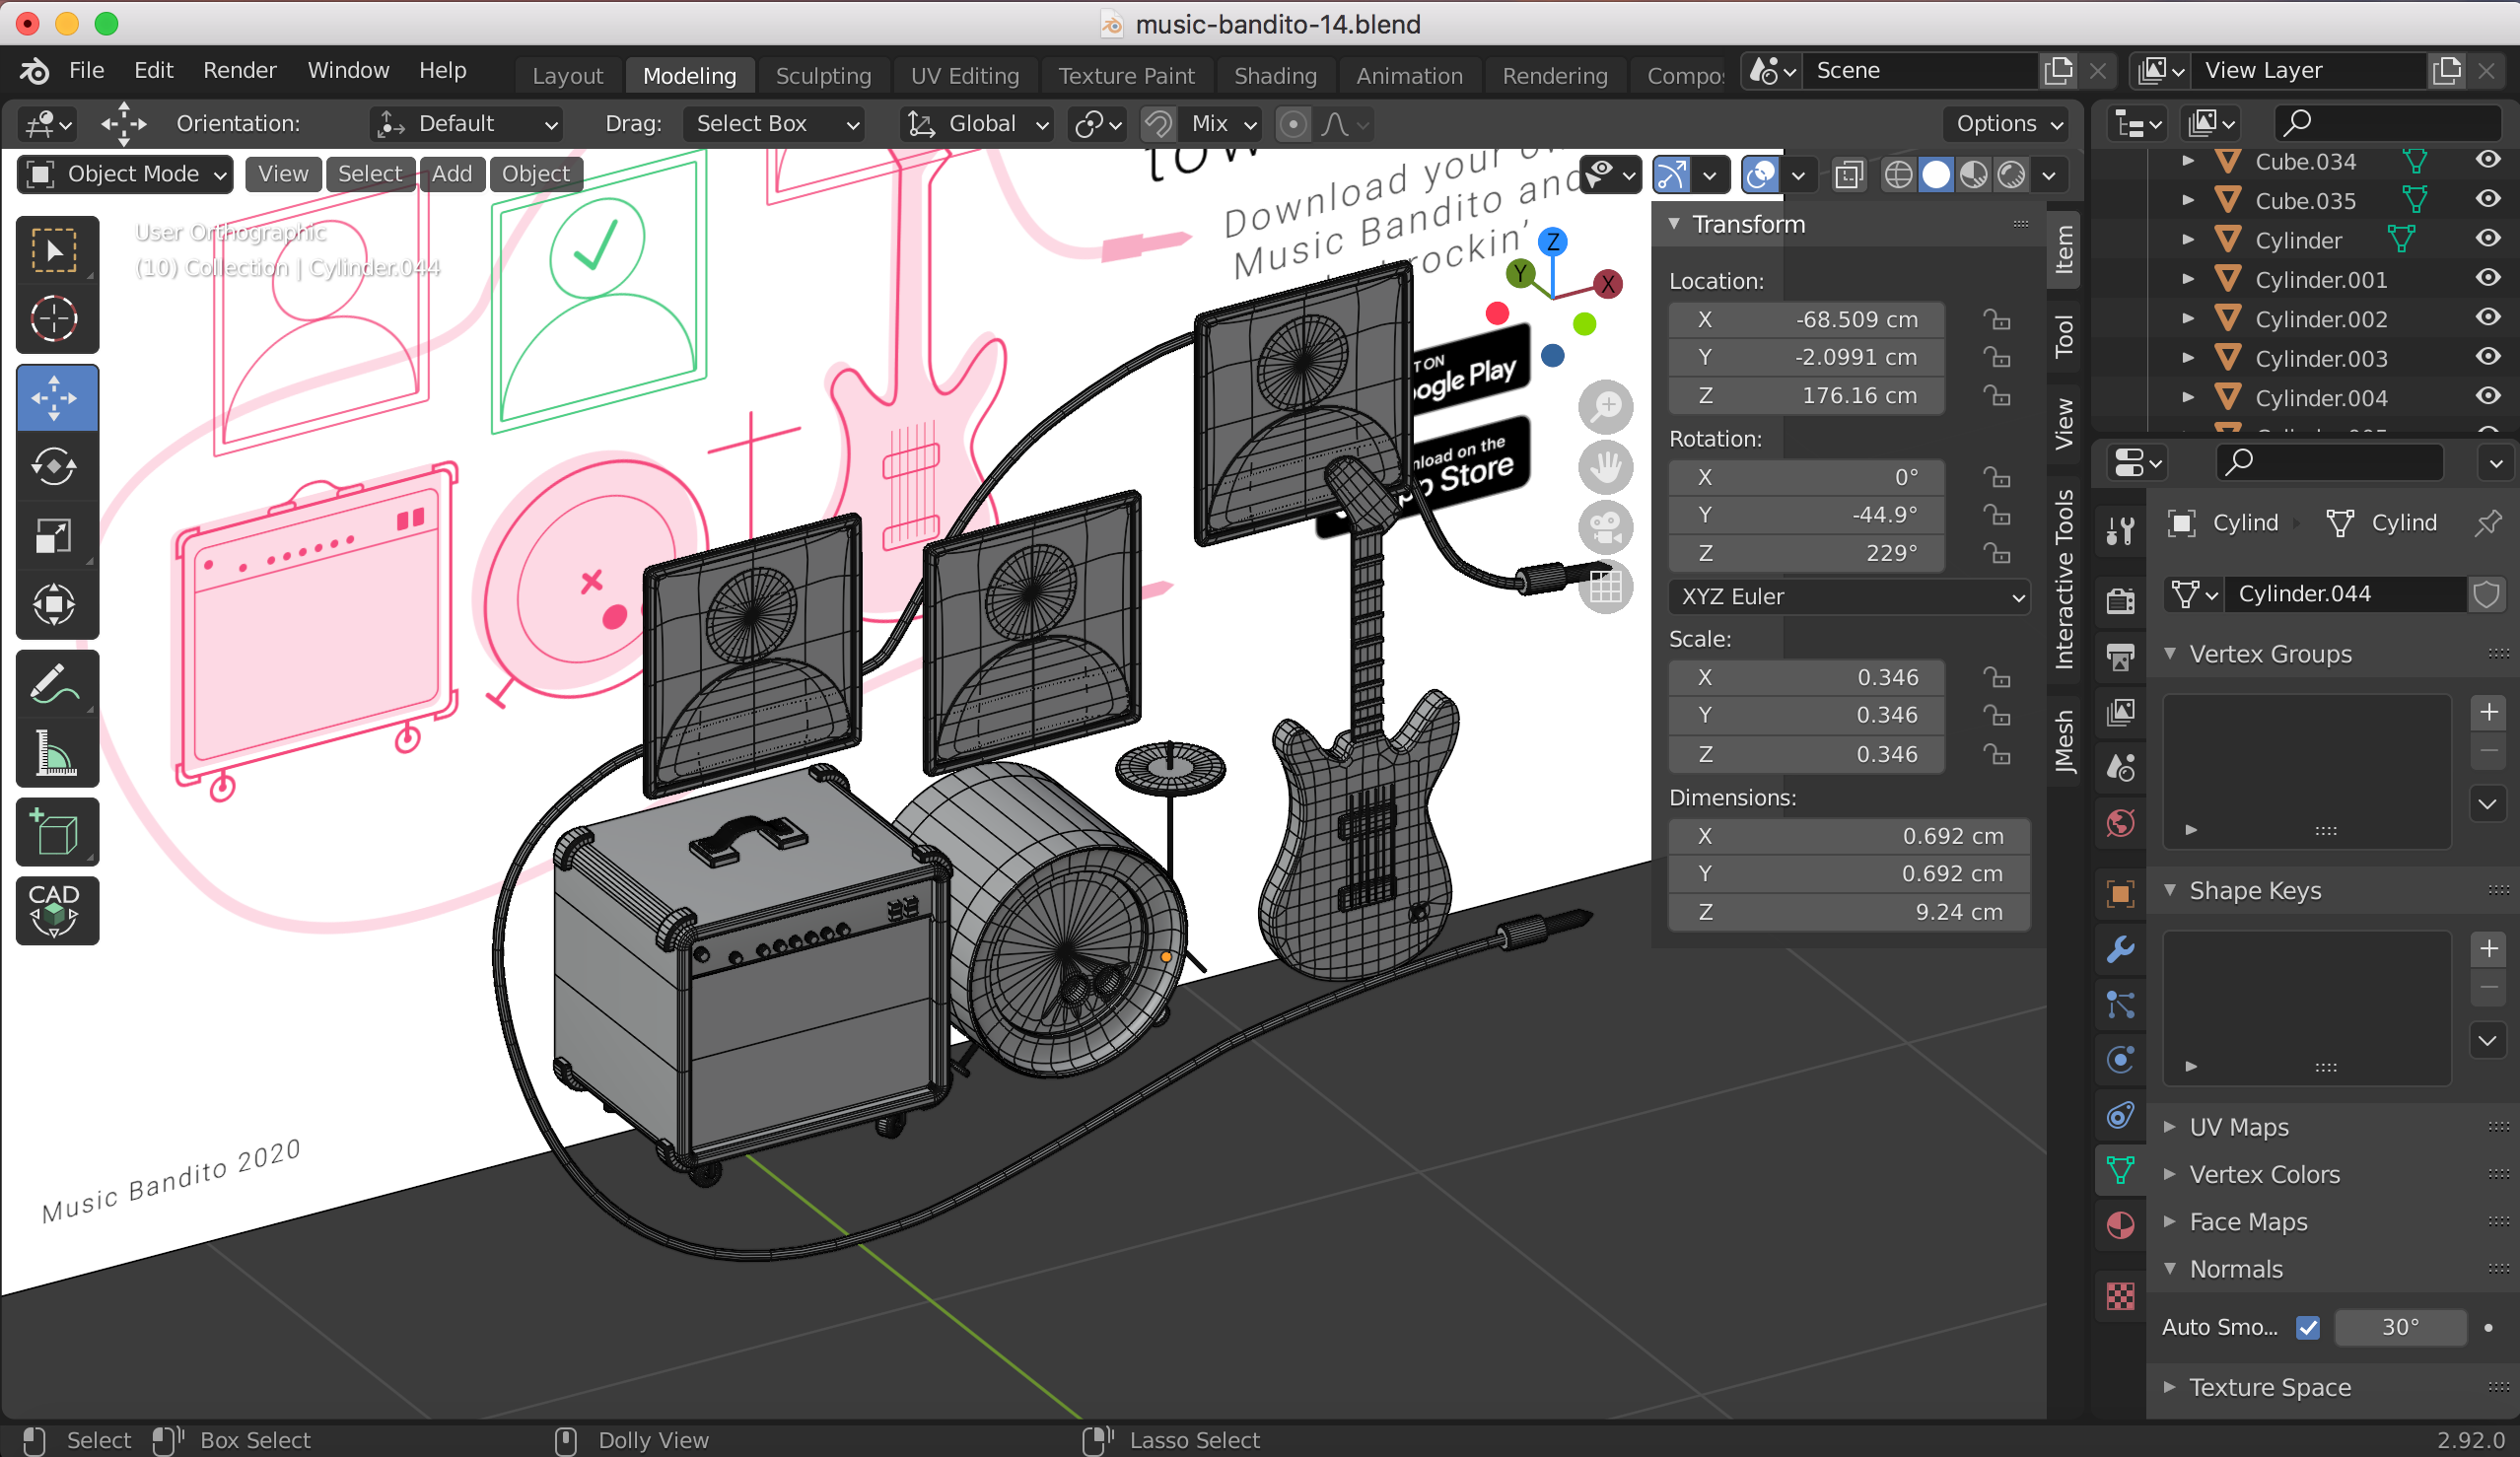 music-bandito-14.blend
File Edit Render Window Help
Layout Modeling Sculpting UV Editing Texture Paint Shading Animation Rendering Compos
Scene
View Layer
Orientation: Default Drag: Select Box Global Mix Options
Object Mode View Select Add Object
User Orthographic
(10) Collection | Cylinder.044
Download your
Music Bandito and
rockin'
ogle Play
nload on the
p Store
Music Bandito 2020
CAD
Z
Y
X
Transform
Location:
X -68.509 cm
Y -2.0991 cm
Z 176.16 cm
Rotation:
X 0°
Y -44.9°
Z 229°
XYZ Euler
Scale:
X 0.346
Y 0.346
Z 0.346
Dimensions:
X 0.692 cm
Y 0.692 cm
Z 9.24 cm
Item
Tool
View
Interactive Tools
JMesh
Cube.034
Cube.035
Cylinder
Cylinder.001
Cylinder.002
Cylinder.003
Cylinder.004
Cylind Cylind
Cylinder.044
Vertex Groups
Shape Keys
UV Maps
Vertex Colors
Face Maps
Normals
Auto Smo... 30°
Texture Space
Select Box Select Dolly View Lasso Select 2.92.0